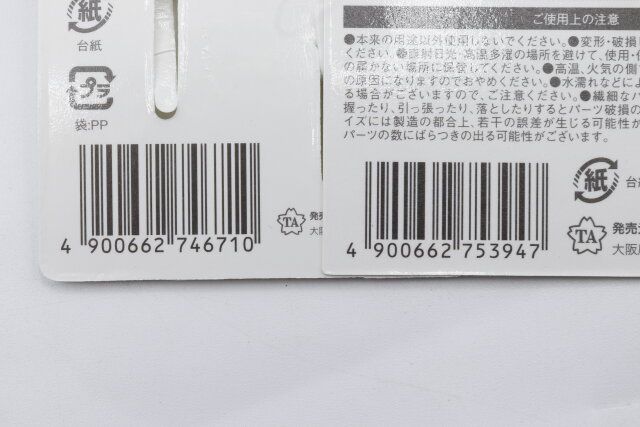 紙
台紙
プラ
袋:PP
4 900662 746710
TA
発売
大阪
ご使用上の注意
●本来の用途以外使用しないでください。●変形・破損
ください。●直射日光・高温多湿の場所を避けて、使用・
の届かない場所に保管してください。●高温、火気の側
の原因になりますのでおやめください。●水濡れなどによ
る場合がございますので、ご注意ください。●繊細なパ
握ったり、引っ張ったり、落としたりするとパーツ破損の
イズには製造の都合上、若干の誤差が生じる可能性が
パーツの数にばらつきの出る可能性がございます。
紙
台紙
4 900662 753947
TA
発売
大阪